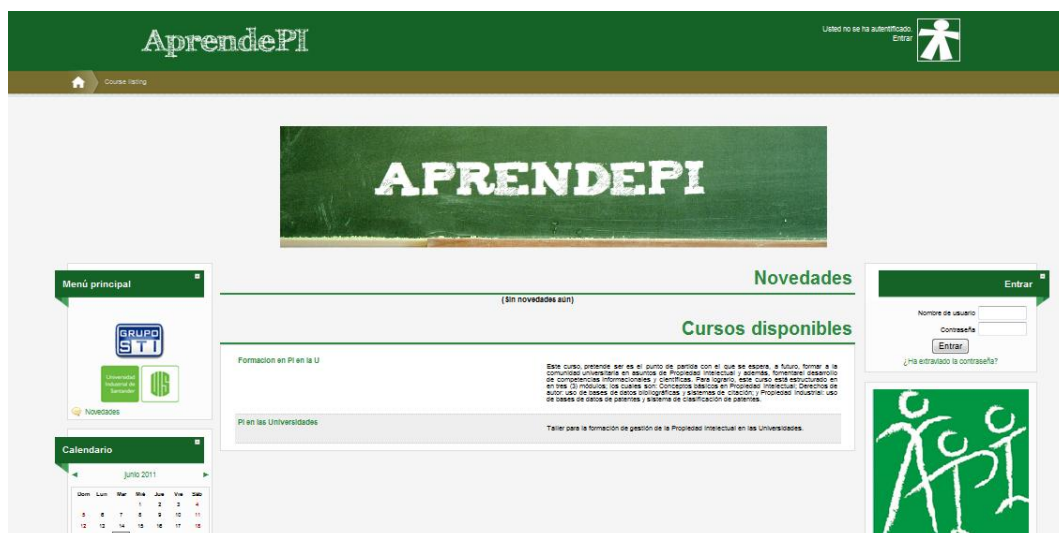 AprendePI
Usted no se ha autentificado.
Entrar
Course listing
APRENDEPI
Menú principal
GRUPO
STI
Universidad
Industrial de
Santander
UIS
Novedades
Calendario
junio 2011
Dom Lun Mar Mié Jue Vie Sáb
1 2 3 4
5 6 7 8 9 10 11
12 13 14 15 16 17 18
Novedades
(Sin novedades aún)
Cursos disponibles
Formacion en PI en la U
Este curso, pretende ser es el punto de partida con el que se espera, a futuro, formar a la
comunidad universitaria en asuntos de Propiedad Intelectual y además, fomentarel desarrollo
de competencias informacionales y científicas. Para lograrlo, este curso está estructurado en
en tres (3) módulos; los cuales son: Conceptos básicos en Propiedad Intelectual; Derechos de
autor: uso de bases de datos bibliográficas y sistemas de citación; y Propiedad Industrial: uso
de bases de datos de patentes y sistema de clasificación de patentes.
PI en las Universidades
Taller para la formación de gestión de la Propiedad Intelectual en las Universidades.
Entrar
Nombre de usuario
Contraseña
Entrar
¿Ha extraviado la contraseña?
API